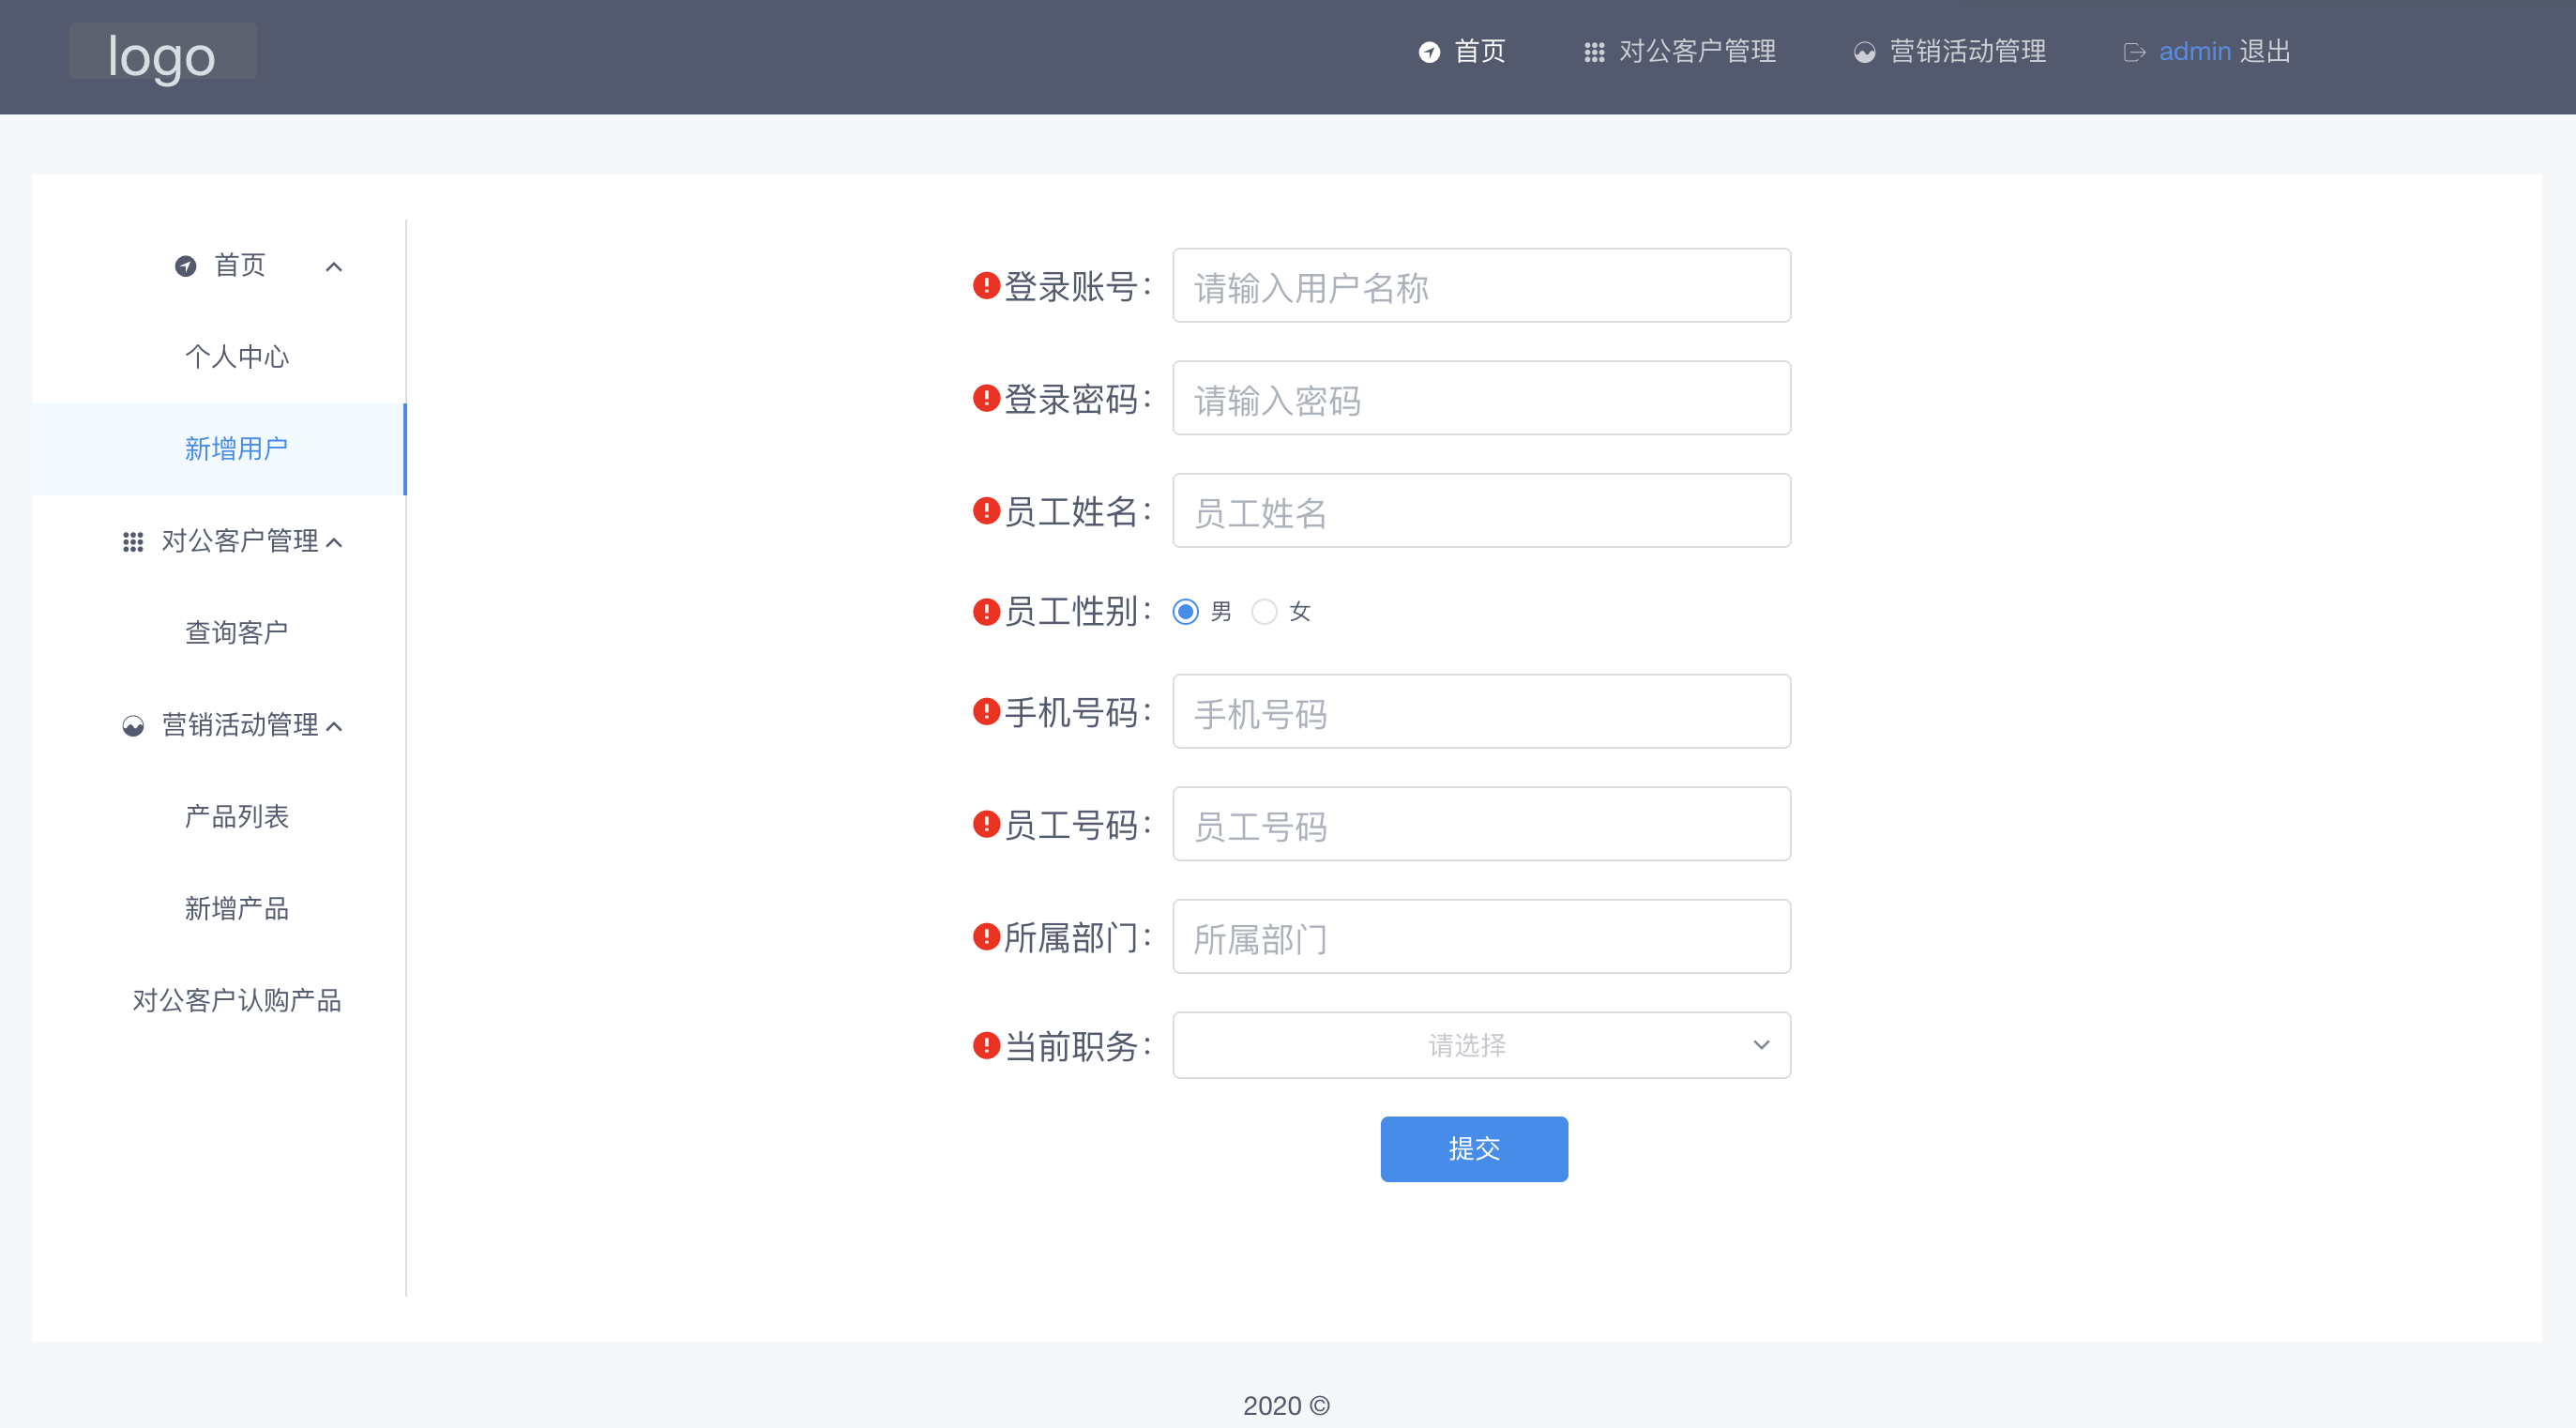 logo
首页 对公客户管理 营销活动管理 admin 退出
首页
个人中心
新增用户
对公客户管理
查询客户
营销活动管理
产品列表
新增产品
对公客户认购产品
登录账号： 请输入用户名称
登录密码： 请输入密码
员工姓名： 员工姓名
员工性别： 男 女
手机号码： 手机号码
员工号码： 员工号码
所属部门： 所属部门
当前职务： 请选择
提交
2020 ©